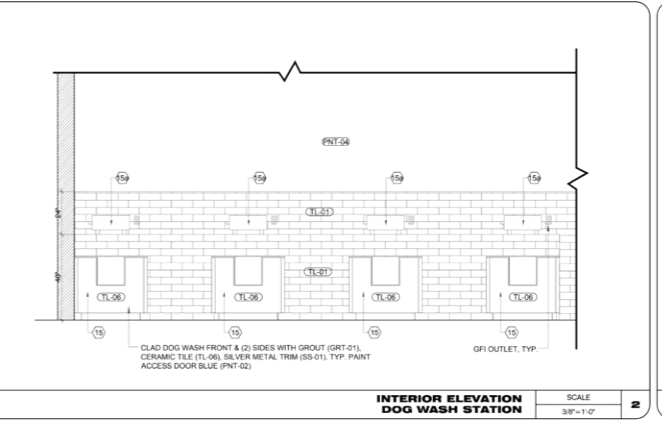 PNT-04
15a 15a 15a 15a
TL-01
24"
40"
TL-01
TL-06 TL-06 TL-06 TL-06
15 15 15 15
CLAD DOG WASH FRONT & (2) SIDES WITH GROUT (GRT-01),
CERAMIC TILE (TL-06), SILVER METAL TRIM (SS-01). TYP. PAINT
ACCESS DOOR BLUE (PNT-02)
GFI OUTLET, TYP.
INTERIOR ELEVATION
DOG WASH STATION
SCALE
3/8"=1'-0"
2